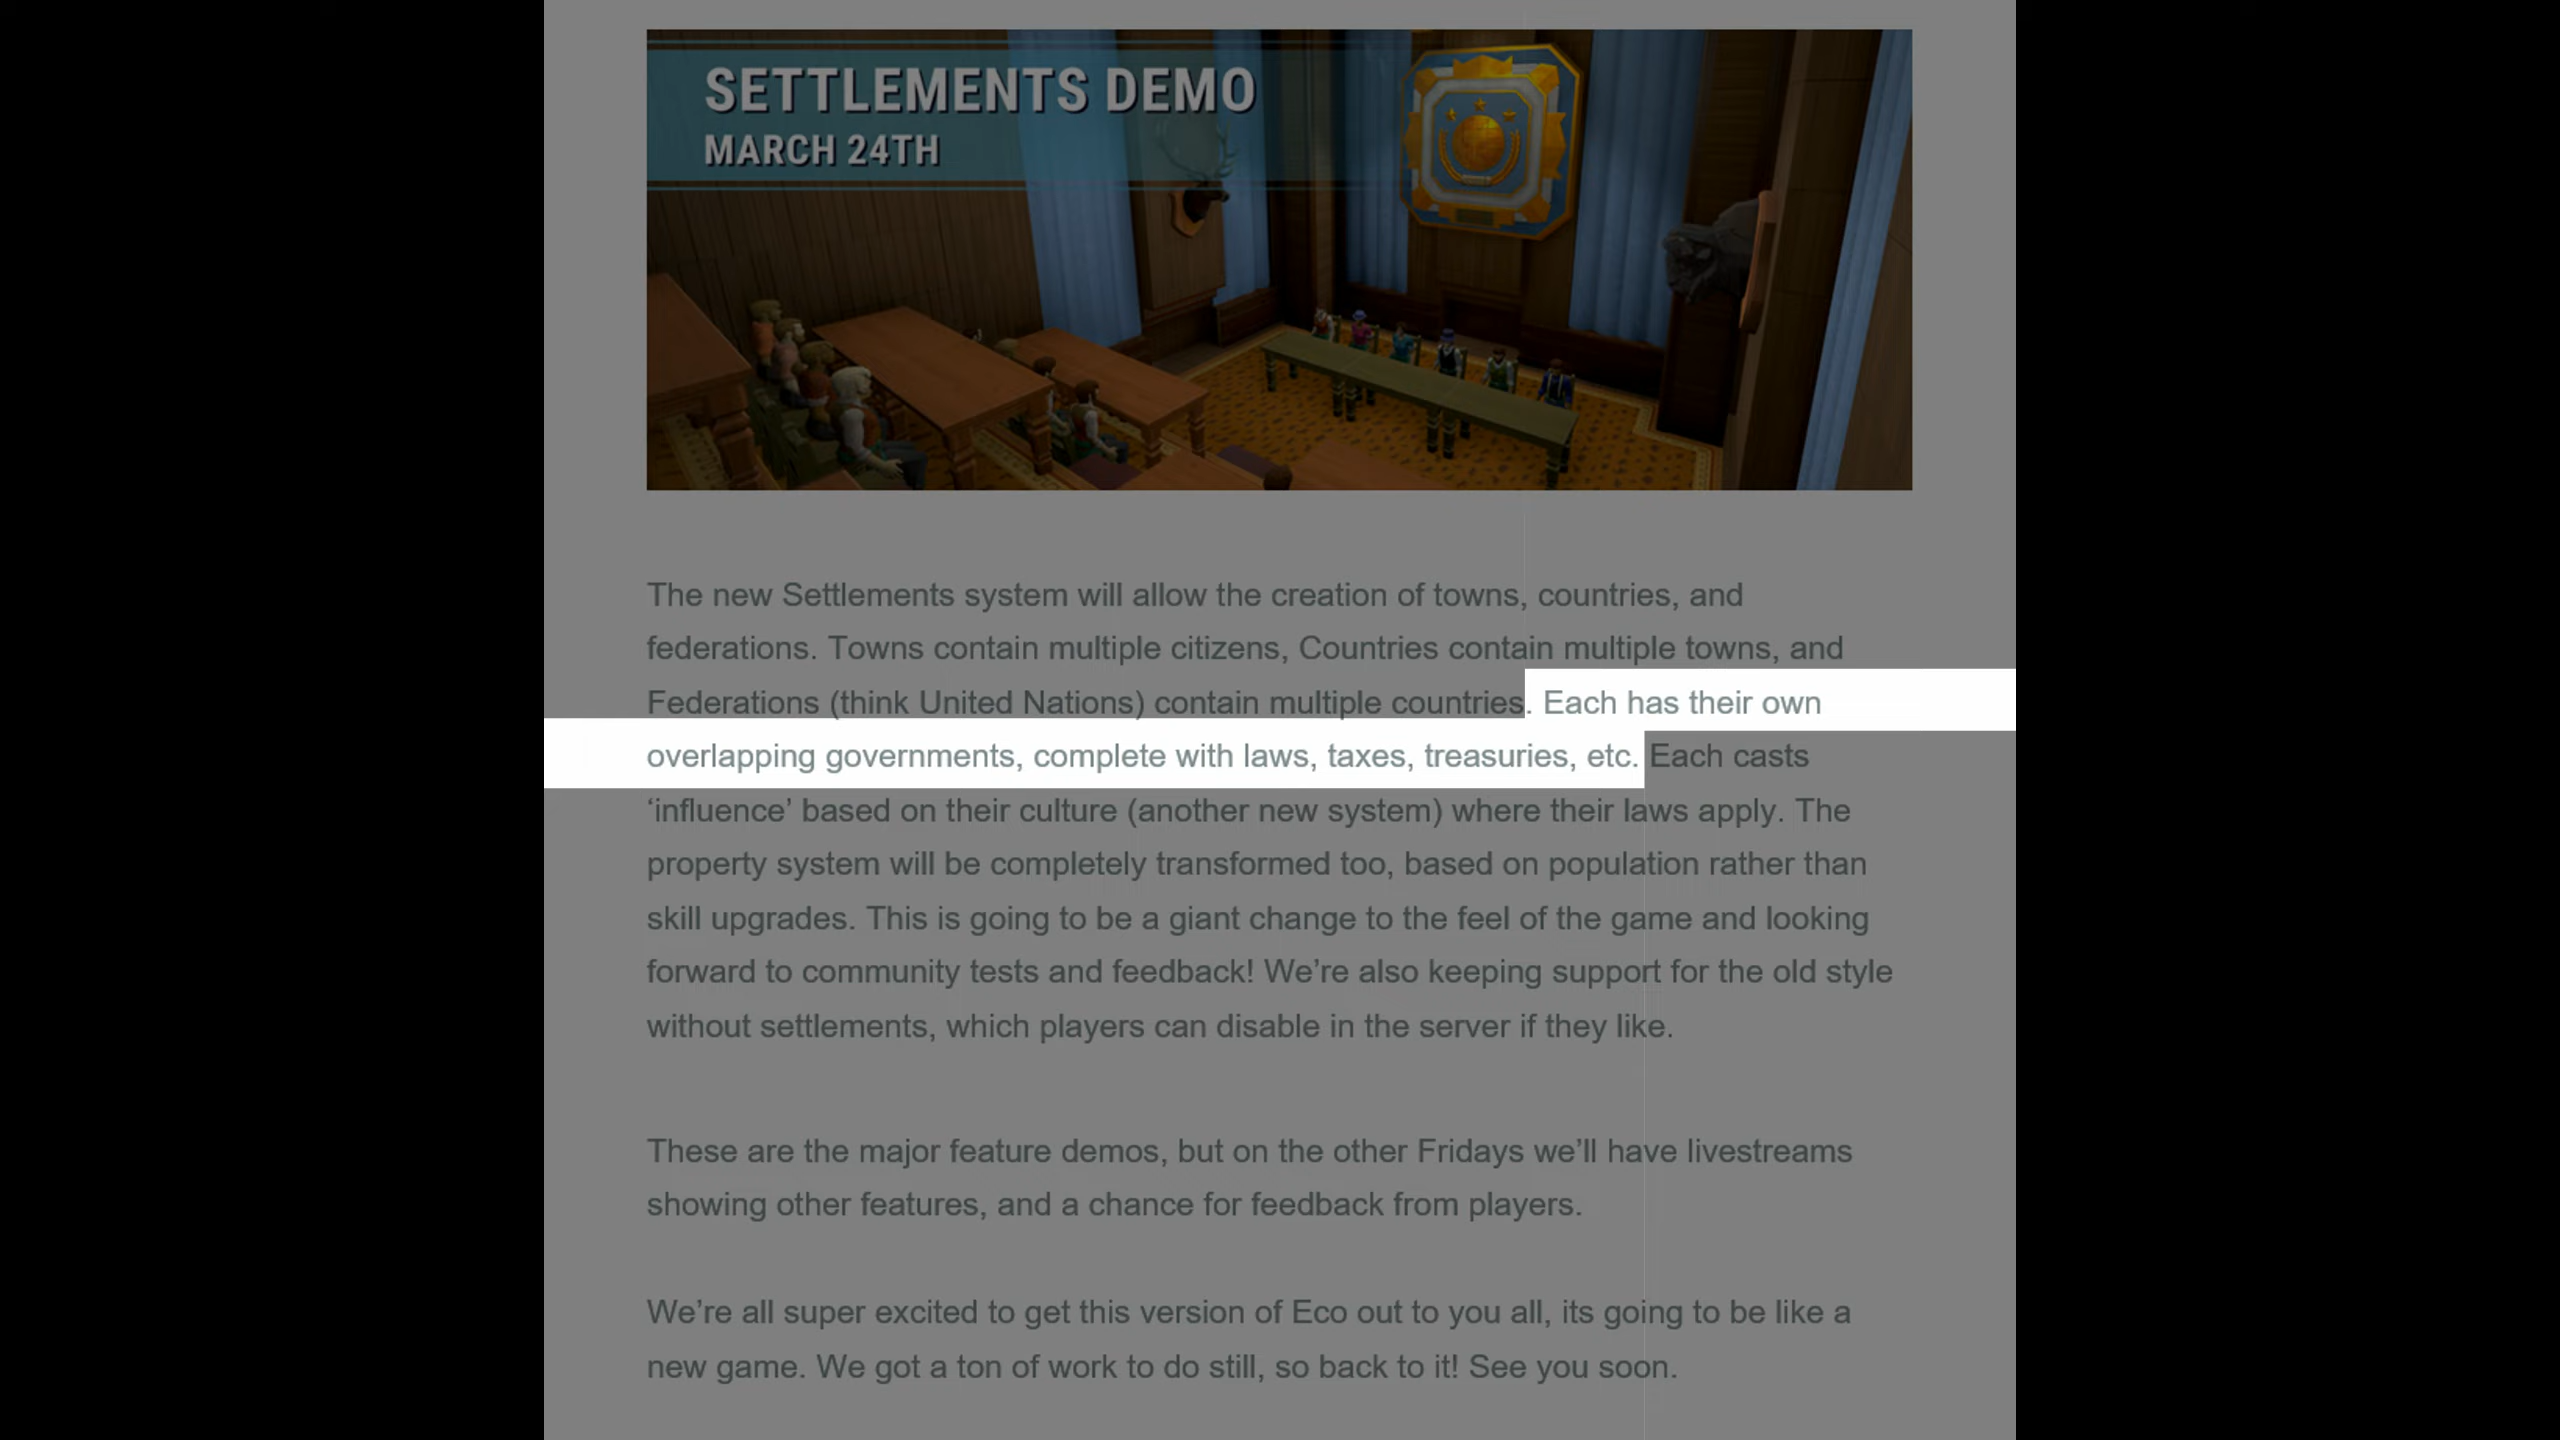 SETTLEMENTS DEMO
MARCH 24TH
The new Settlements system will allow the creation of towns, countries, and
federations. Towns contain multiple citizens, Countries contain multiple towns, and
Federations (think United Nations) contain multiple countries. Each has their own
overlapping governments, complete with laws, taxes, treasuries, etc. Each casts
‘influence’ based on their culture (another new system) where their laws apply. The
property system will be completely transformed too, based on population rather than
skill upgrades. This is going to be a giant change to the feel of the game and looking
forward to community tests and feedback! We’re also keeping support for the old style
without settlements, which players can disable in the server if they like.
These are the major feature demos, but on the other Fridays we’ll have livestreams
showing other features, and a chance for feedback from players.
We’re all super excited to get this version of Eco out to you all, its going to be like a
new game. We got a ton of work to do still, so back to it! See you soon.